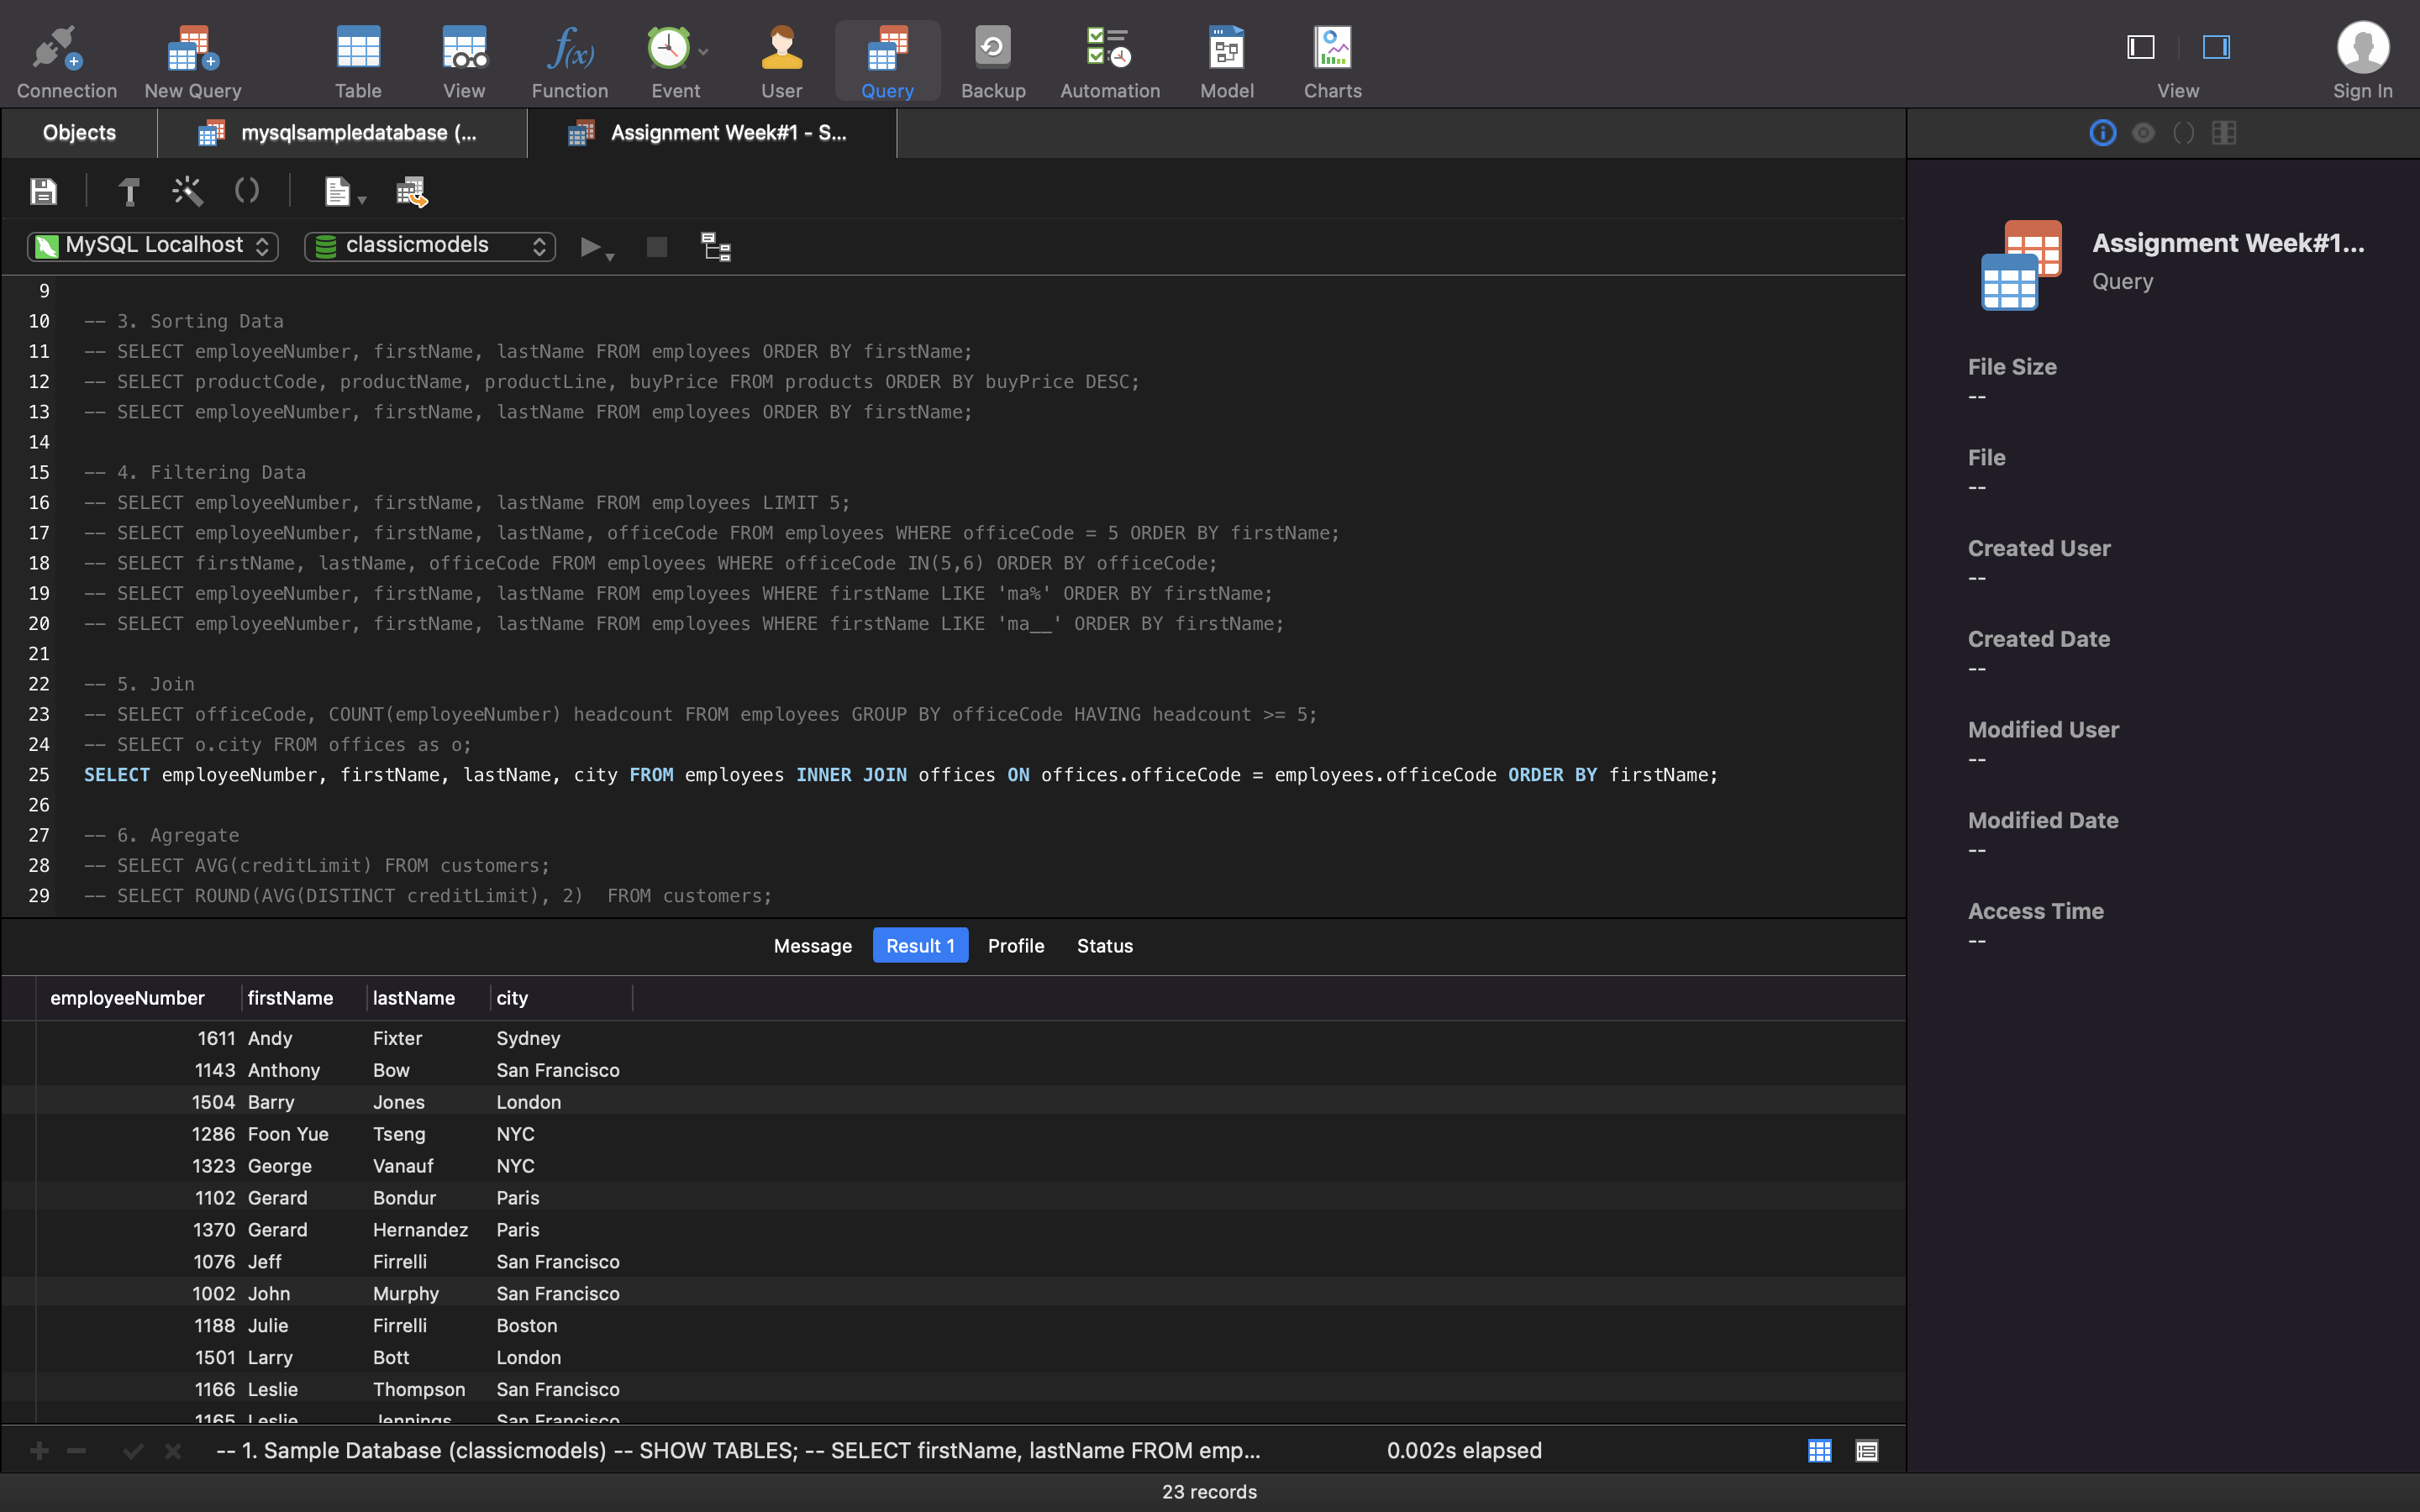 Connection New Query Table View Function Event User Query Backup Automation Model Charts View Sign In
Objects mysqlsampledatabase (... Assignment Week#1 - S...
MySQL Localhost classicmodels
9
10 -- 3. Sorting Data
11 -- SELECT employeeNumber, firstName, lastName FROM employees ORDER BY firstName;
12 -- SELECT productCode, productName, productLine, buyPrice FROM products ORDER BY buyPrice DESC;
13 -- SELECT employeeNumber, firstName, lastName FROM employees ORDER BY firstName;
14
15 -- 4. Filtering Data
16 -- SELECT employeeNumber, firstName, lastName FROM employees LIMIT 5;
17 -- SELECT employeeNumber, firstName, lastName, officeCode FROM employees WHERE officeCode = 5 ORDER BY firstName;
18 -- SELECT firstName, lastName, officeCode FROM employees WHERE officeCode IN(5,6) ORDER BY officeCode;
19 -- SELECT employeeNumber, firstName, lastName FROM employees WHERE firstName LIKE 'ma%' ORDER BY firstName;
20 -- SELECT employeeNumber, firstName, lastName FROM employees WHERE firstName LIKE 'ma__' ORDER BY firstName;
21
22 -- 5. Join
23 -- SELECT officeCode, COUNT(employeeNumber) headcount FROM employees GROUP BY officeCode HAVING headcount >= 5;
24 -- SELECT o.city FROM offices as o;
25 SELECT employeeNumber, firstName, lastName, city FROM employees INNER JOIN offices ON offices.officeCode = employees.officeCode ORDER BY firstName;
26
27 -- 6. Agregate
28 -- SELECT AVG(creditLimit) FROM customers;
29 -- SELECT ROUND(AVG(DISTINCT creditLimit), 2)  FROM customers;
Message Result 1 Profile Status
employeeNumber firstName lastName city
1611 Andy Fixter Sydney
1143 Anthony Bow San Francisco
1504 Barry Jones London
1286 Foon Yue Tseng NYC
1323 George Vanauf NYC
1102 Gerard Bondur Paris
1370 Gerard Hernandez Paris
1076 Jeff Firrelli San Francisco
1002 John Murphy San Francisco
1188 Julie Firrelli Boston
1501 Larry Bott London
1166 Leslie Thompson San Francisco
1165 Leslie Jennings San Francisco
-- 1. Sample Database (classicmodels) -- SHOW TABLES; -- SELECT firstName, lastName FROM emp... 0.002s elapsed
23 records
Assignment Week#1...
Query
File Size
--
File
--
Created User
--
Created Date
--
Modified User
--
Modified Date
--
Access Time
--